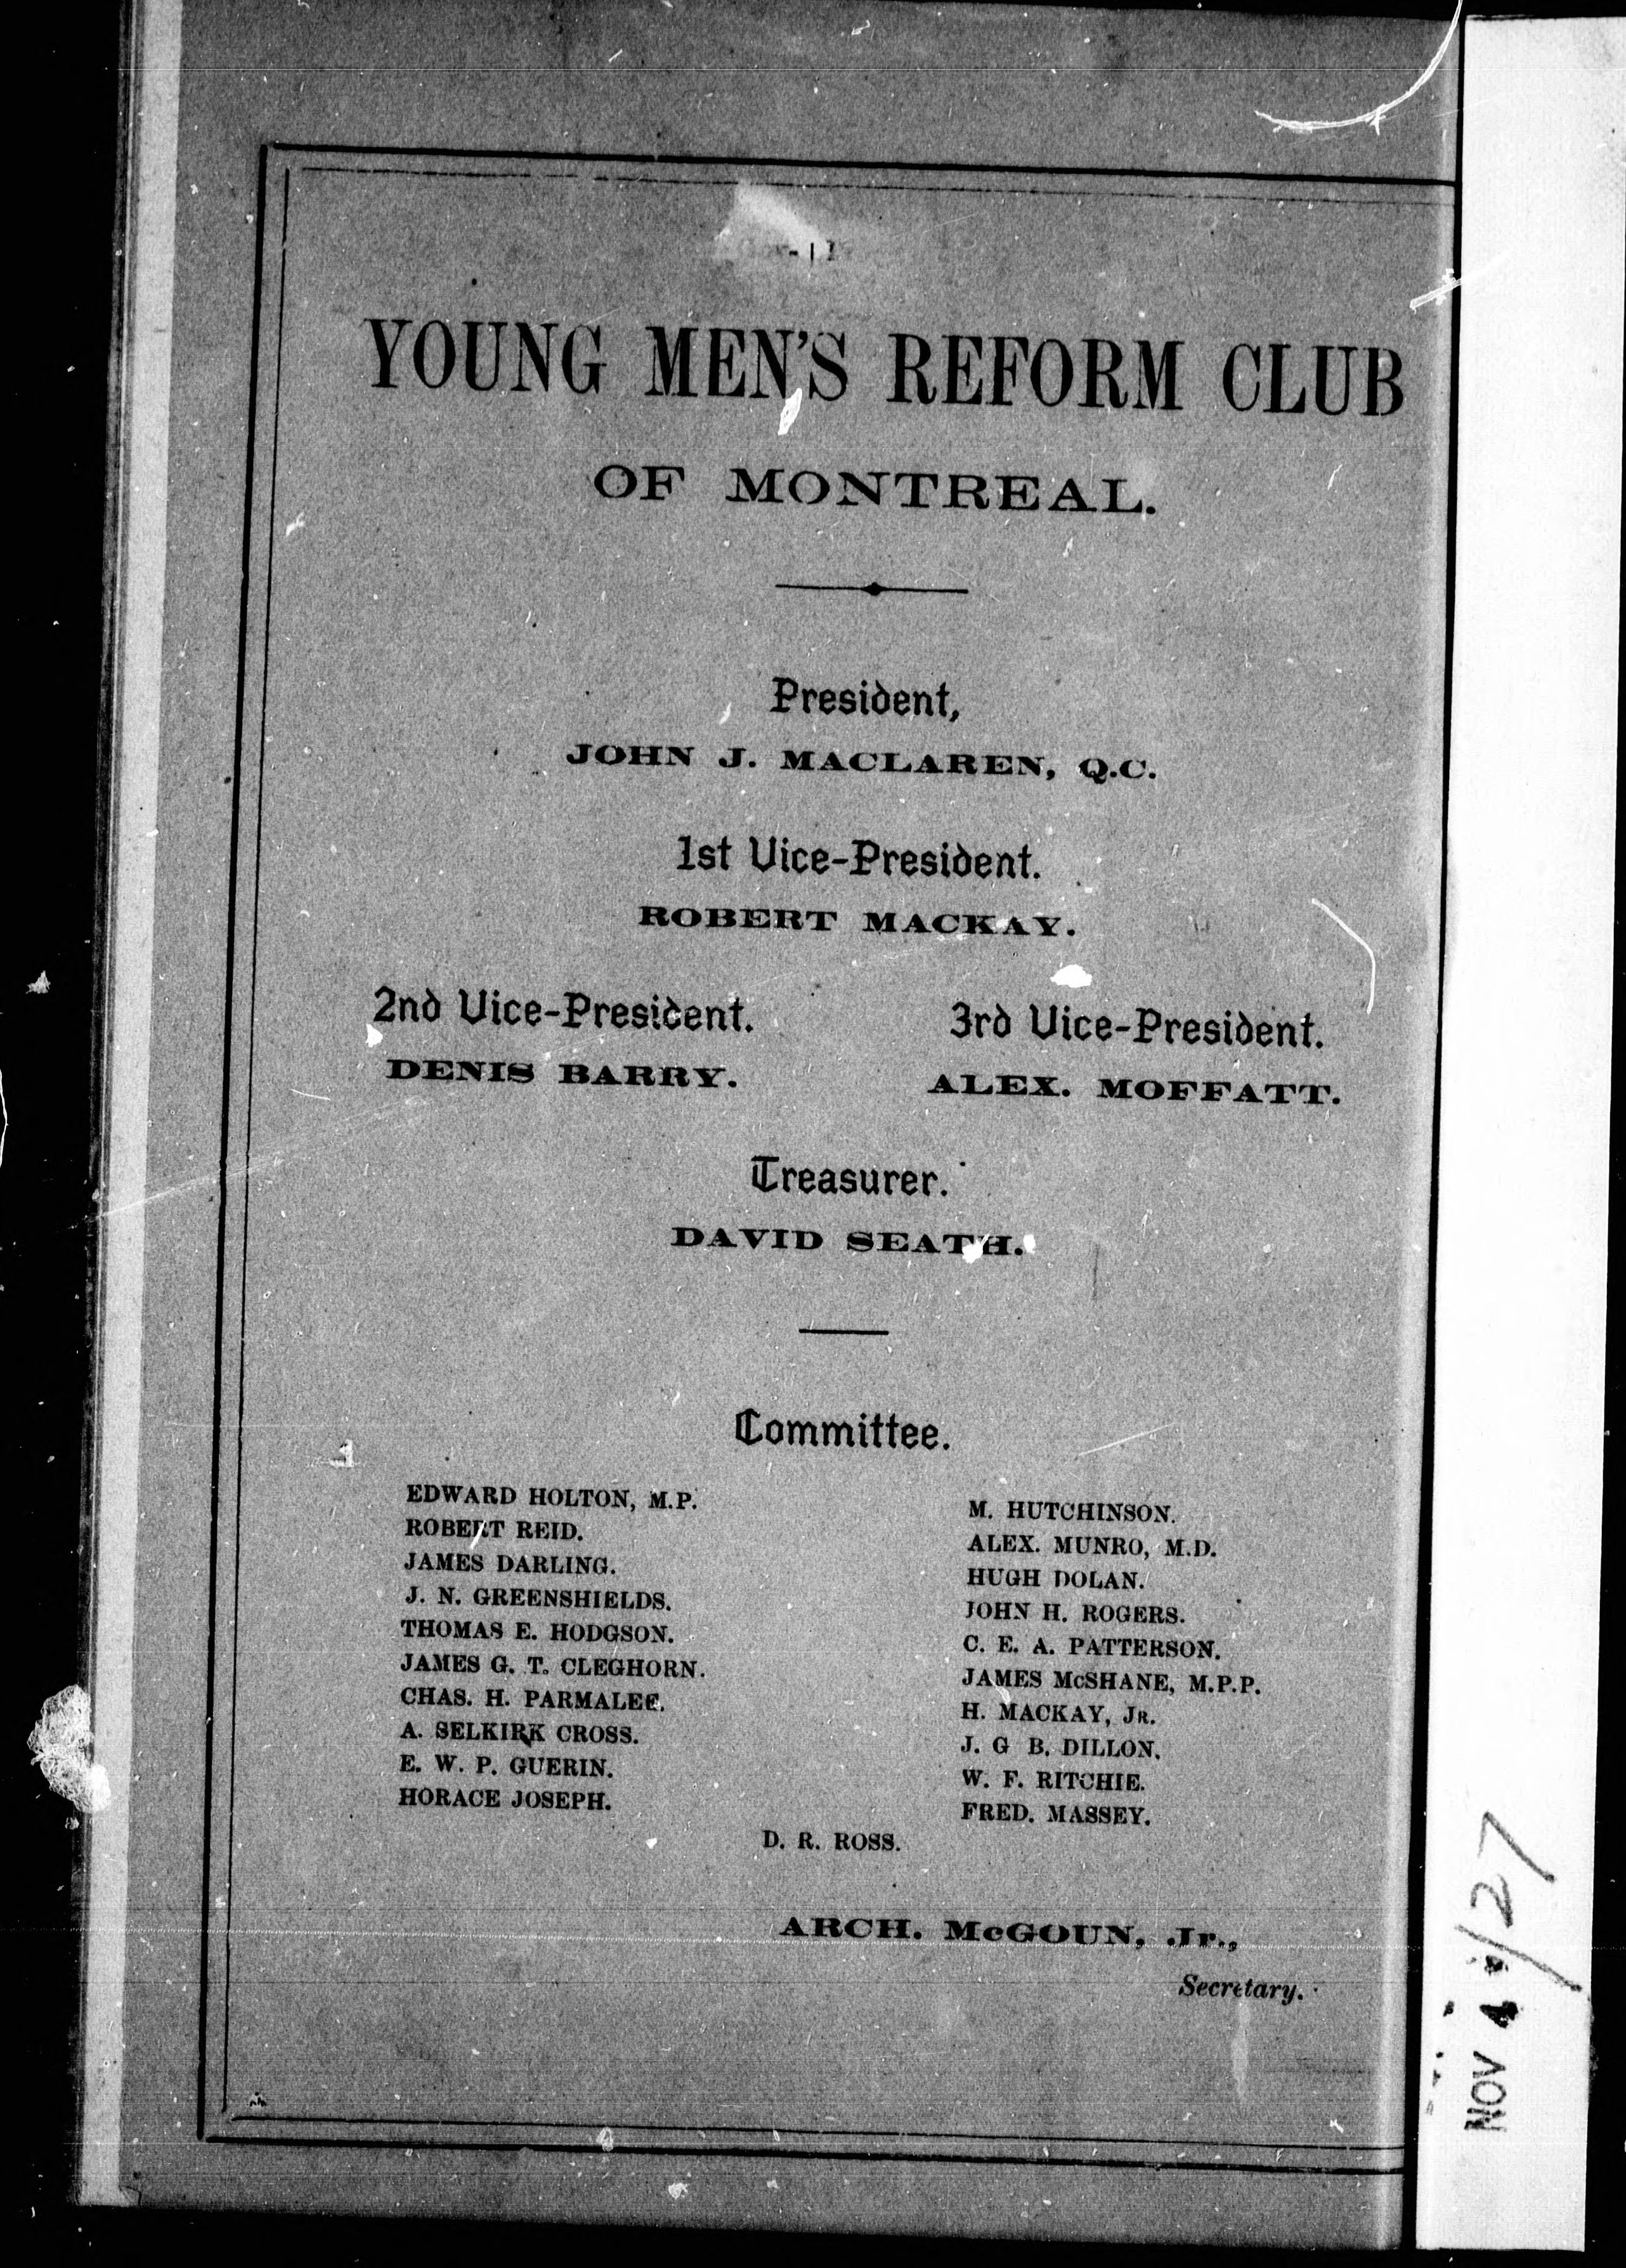 YOUNG MEN'S REFORM CLUB
OF MONTREAL.
President,
JOHN J. MACLAREN, Q.C.
1st Vice-President.
ROBERT MACKAY.
2nd Vice-President.
DENIS BARRY.
3rd Vice-President.
ALEX. MOFFATT.
Treasurer.
DAVID SEATH.
Committee.
EDWARD HOLTON, M.P.
ROBERT REID.
JAMES DARLING.
J. N. GREENSHIELDS.
THOMAS E. HODGSON.
JAMES G. T. CLEGHORN.
CHAS. H. PARMALEE.
A. SELKIRK CROSS.
E. W. P. GUERIN.
HORACE JOSEPH.
M. HUTCHINSON.
ALEX. MUNRO, M.D.
HUGH DOLAN.
JOHN H. ROGERS.
C. E. A. PATTERSON.
JAMES McSHANE, M.P.P.
H. MACKAY, JR.
J. G B. DILLON.
W. F. RITCHIE.
FRED. MASSEY.
D. R. ROSS.
ARCH. McGOUN, Jr.,
Secretary.
NOV 4 /27